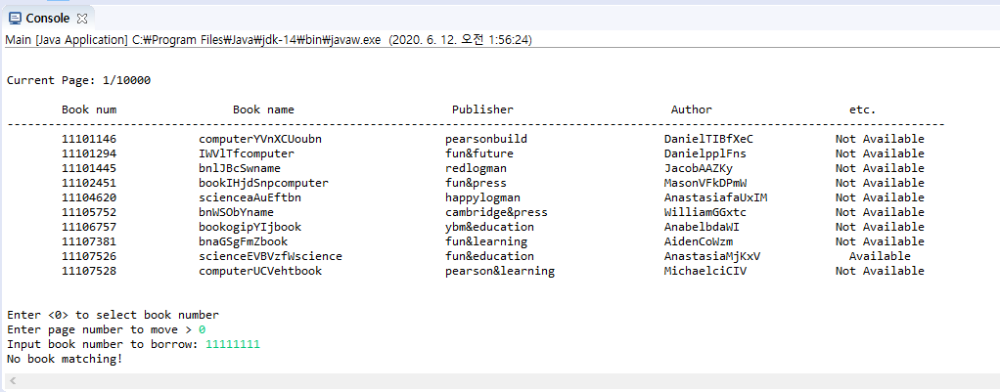 Console
Main [Java Application] C:₩Program Files₩Java₩jdk-14₩bin₩javaw.exe (2020. 6. 12. 오전 1:56:24)
Current Page: 1/10000
Book num Book name Publisher Author etc.
-----------------------------------------------------------------------------------------------------------------------------------------
11101146 computerYVnXCUoubn pearsonbuild DanielTIBfXeC Not Available
11101294 IWVlTfcomputer fun&future DanielpplFns Not Available
11101445 bnlJBcSwname redlogman JacobAAZKy Not Available
11102451 bookIHjdSnpcomputer fun&press MasonVFkDPmW Not Available
11104620 scienceaAuEftbn happylogman AnastasiafaUxIM Not Available
11105752 bnWSObYname cambridge&press WilliamGGxtc Not Available
11106757 bookogipYIjbook ybm&education AnabelbdaWI Not Available
11107381 bnaGSgFmZbook fun&learning AidenCoWzm Not Available
11107526 scienceEVBVzfWscience fun&education AnastasiaMjKxV Available
11107528 computerUCVehtbook pearson&learning MichaelciCIV Not Available
Enter <0> to select book number
Enter page number to move > 0
Input book number to borrow: 11111111
No book matching!